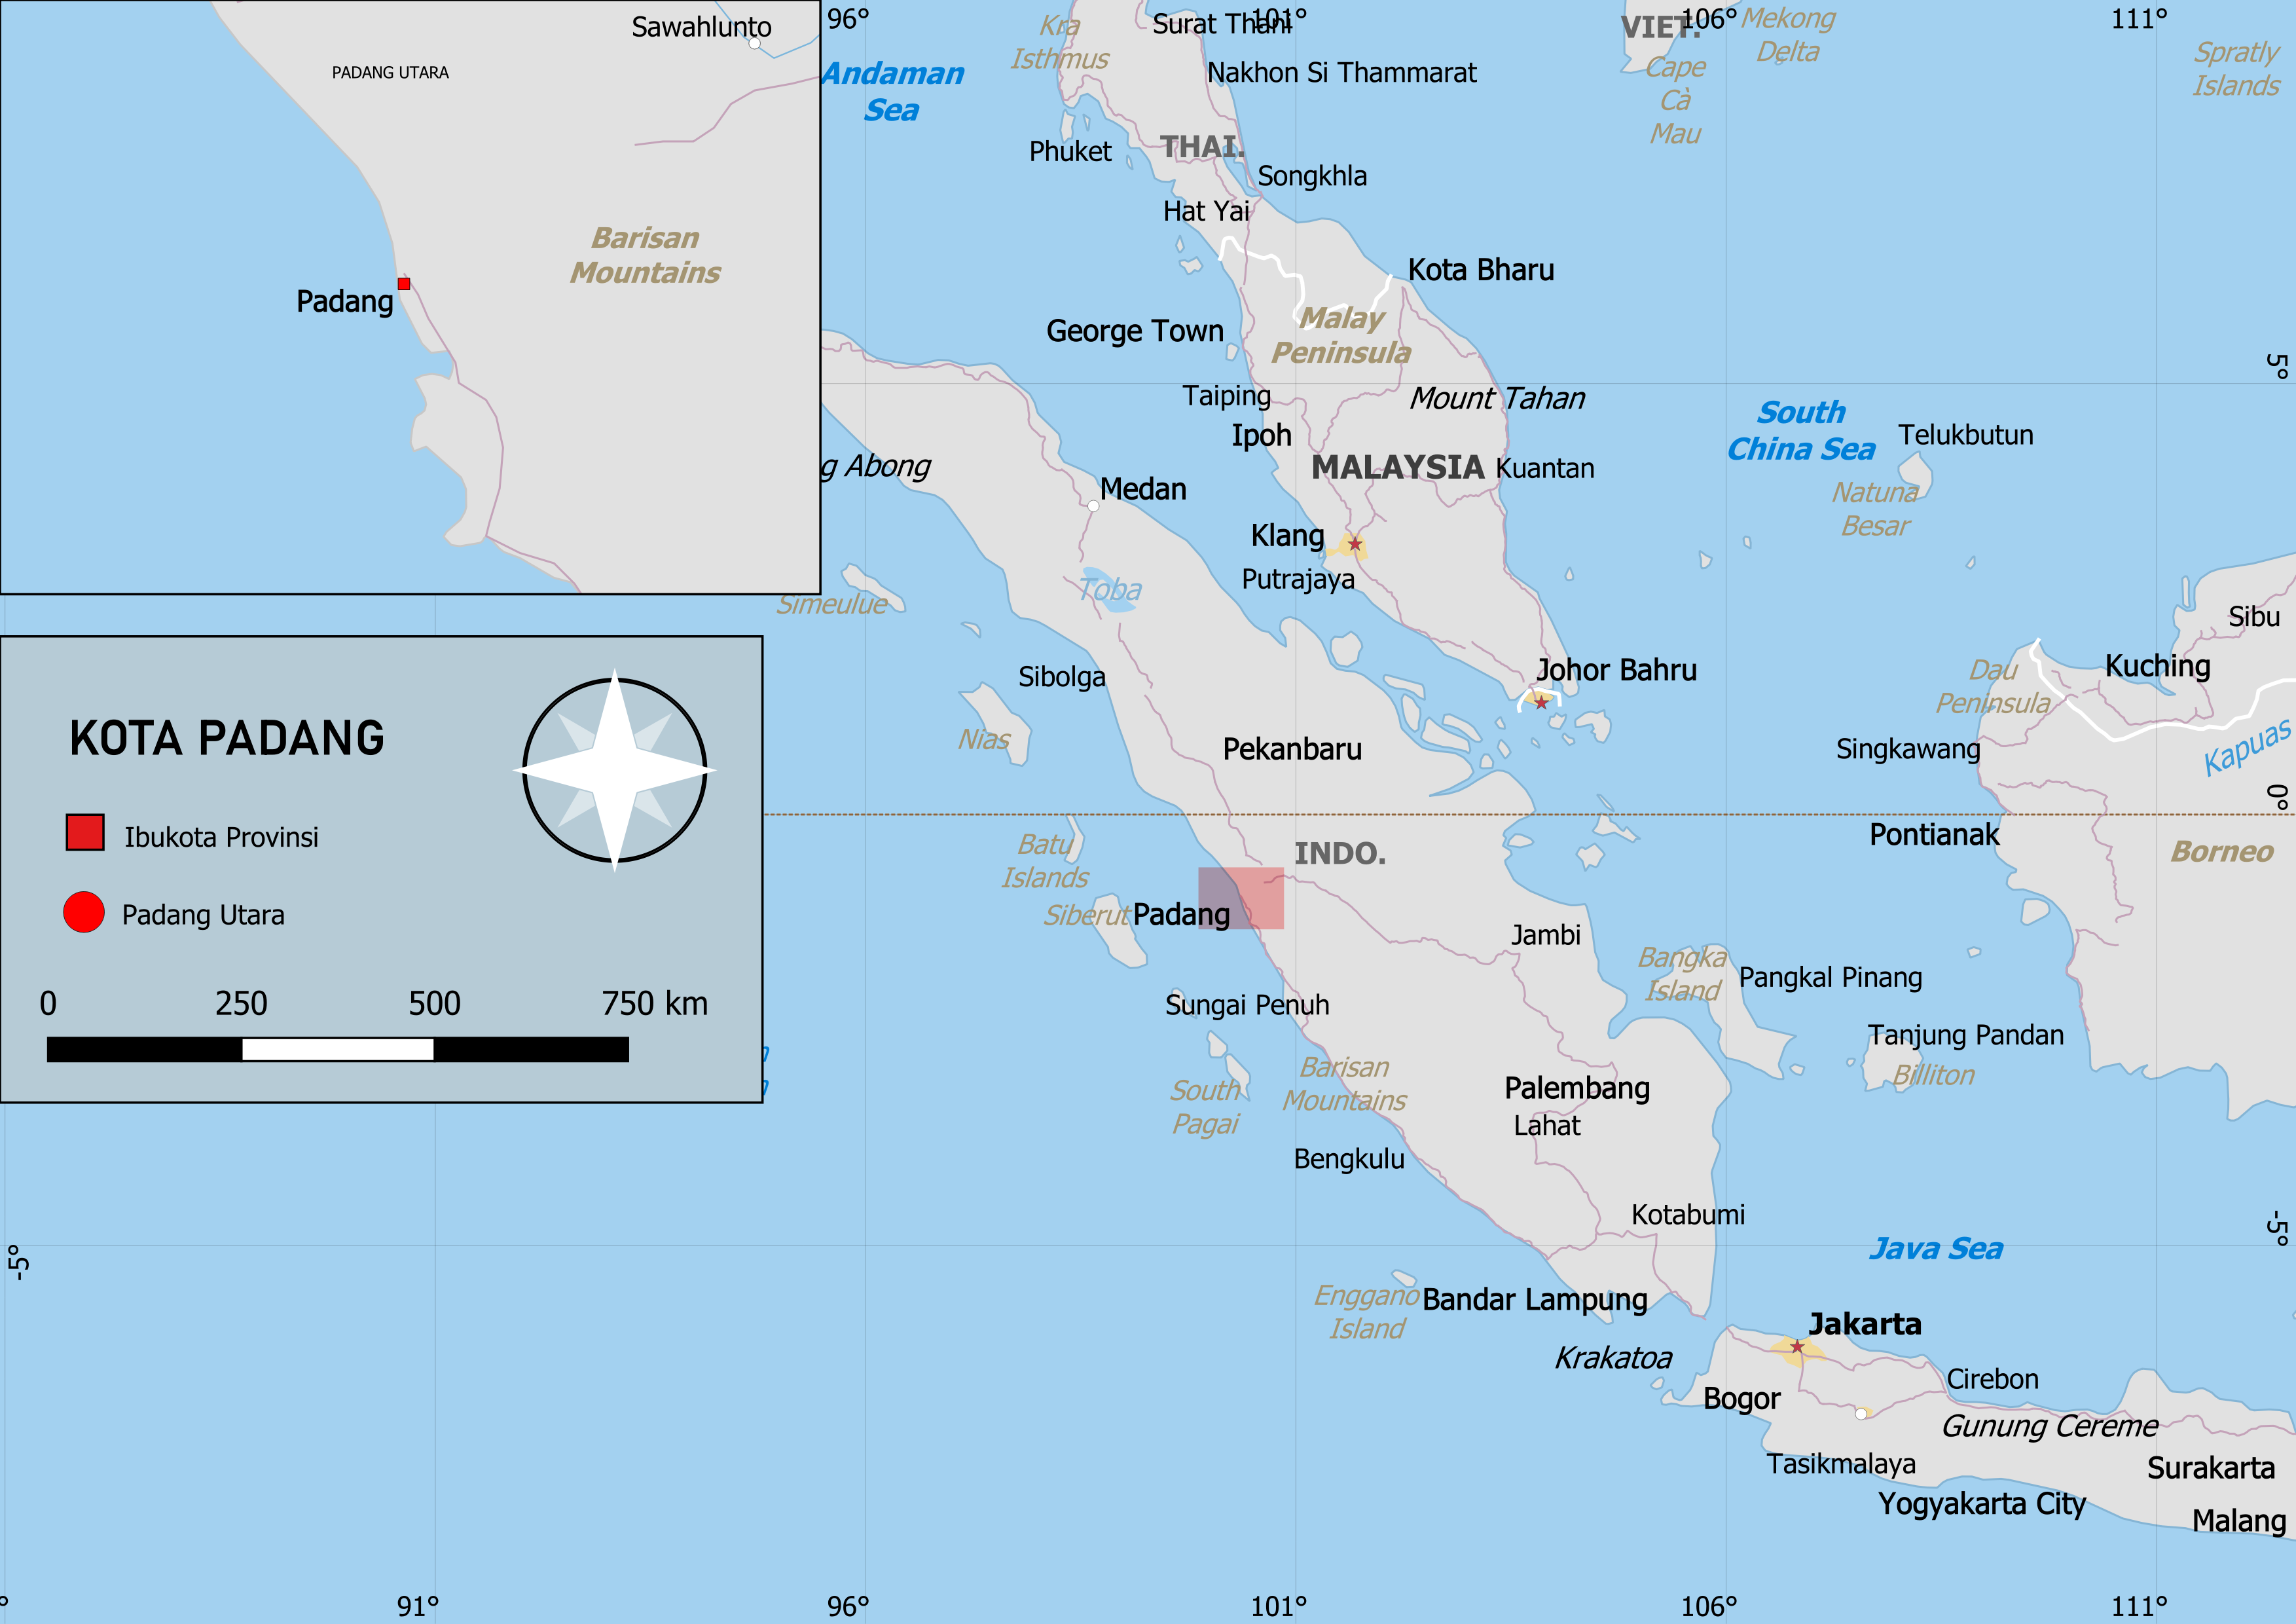 Sawahlunto
PADANG UTARA
Barisan
Mountains
Padang
96°
101°
106°
111°
Kra
Isthmus
Surat Thani
VIET.
Mekong
Delta
Spratly
Islands
Andaman
Sea
Nakhon Si Thammarat
Cape
Cà
Mau
Phuket
THAI.
Songkhla
Hat Yai
Kota Bharu
Malay
Peninsula
George Town
5°
Taiping
Mount Tahan
South
China Sea
Telukbutun
Ipoh
g Abong
MALAYSIA
Kuantan
Medan
Natuna
Besar
Klang
Putrajaya
Toba
Simeulue
Sibu
Sibolga
Johor Bahru
Dau
Peninsula
Kuching
Nias
Pekanbaru
Singkawang
Kapuas
0°
KOTA PADANG
Ibukota Provinsi
Padang Utara
0 250 500 750 km
Batu
Islands
INDO.
Pontianak
Borneo
Siberut
Padang
Jambi
Bangka
Island
Pangkal Pinang
Sungai Penuh
Tanjung Pandan
Billiton
South
Pagai
Barisan
Mountains
Palembang
Lahat
Bengkulu
Kotabumi
-5°
-5°
Java Sea
Enggano
Island
Bandar Lampung
Jakarta
Krakatoa
Cirebon
Bogor
Gunung Cereme
Tasikmalaya
Surakarta
Yogyakarta City
Malang
91°
96°
101°
106°
111°